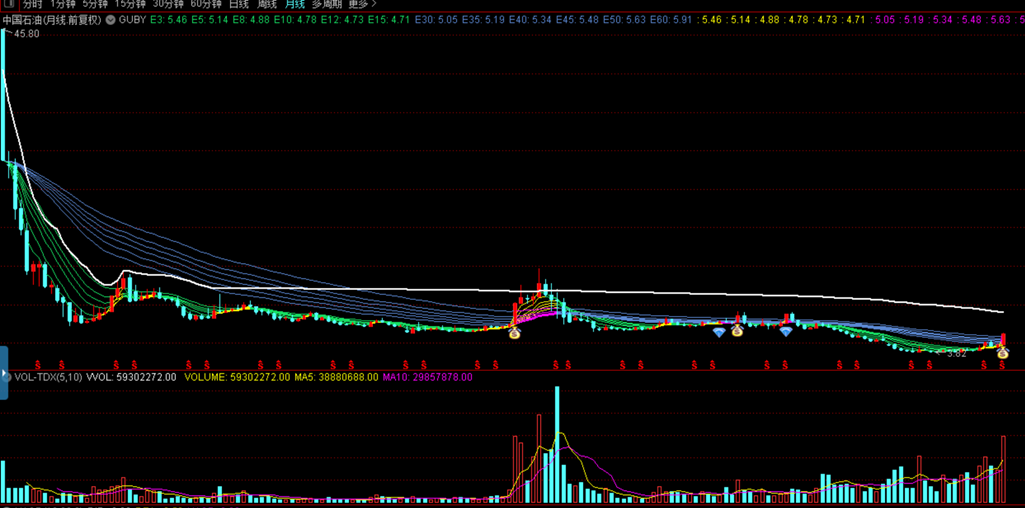 分时 1分钟 5分钟 15分钟 30分钟 60分钟 日线 周线 月线 多周期 更多 >
中国石油(月线 前复权) GUBY E3: 5.46 E5: 5.14 E8: 4.88 E10: 4.78 E12: 4.73 E15: 4.71 E30: 5.05 E35: 5.19 E40: 5.34 E45: 5.48 E50: 5.63 E60: 5.91 : 5.46 : 5.14 : 4.88 : 4.78 : 4.73 : 4.71 : 5.05 : 5.19 : 5.34 : 5.48 : 5.63 : 5
45.80
3.82
S S S S S S S S S S S S S S S S S S S S S S S S S S
VOL-TDX(5,10) VVOL: 59302272.00 VOLUME: 59302272.00 MA5: 38880688.00 MA10: 29857878.00